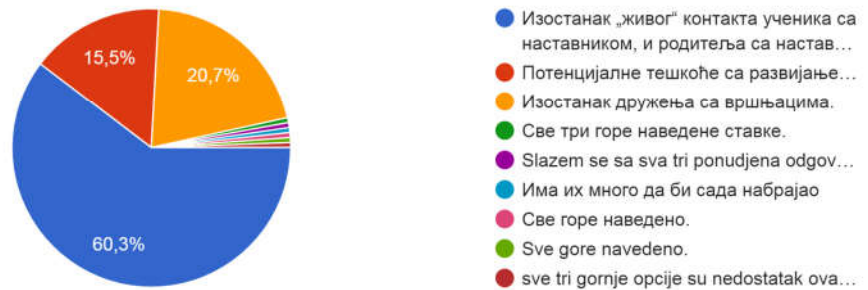 15,5%
20,7%
60,3%
Изостанак „живог“ контакта ученика са
наставником, и родитеља са настав…
Потенцијалне тешкоће са развијање…
Изостанак дружења са вршњацима.
Све три горе наведене ставке.
Slazem se sa sva tri ponudjena odgov…
Има их много да би сада набрајао
Све горе наведено.
Sve gore navedeno.
sve tri gornje opcije su nedostatak ova…